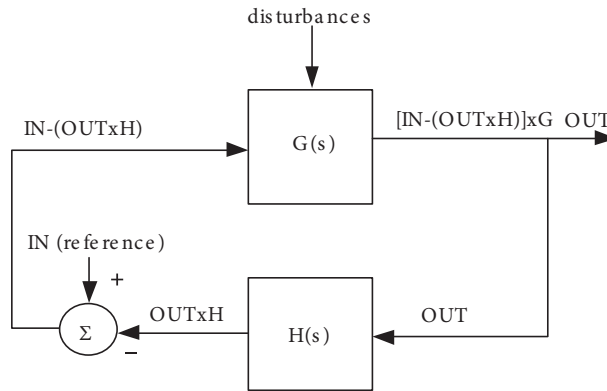 disturbances
IN-(OUTxH)
G(s)
[IN-(OUTxH)]xG OUT
IN (reference)
+
Σ
−
OUTxH
H(s)
OUT